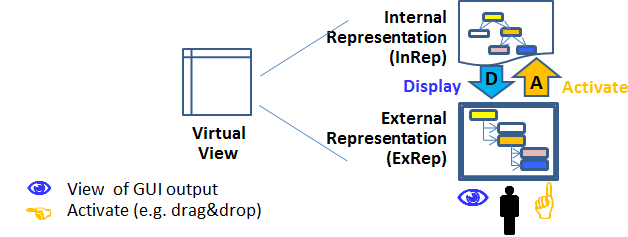 Internal
Representation
(InRep)
Display
D
A
Activate
Virtual
View
External
Representation
(ExRep)
View of GUI output
Activate (e.g. drag&drop)